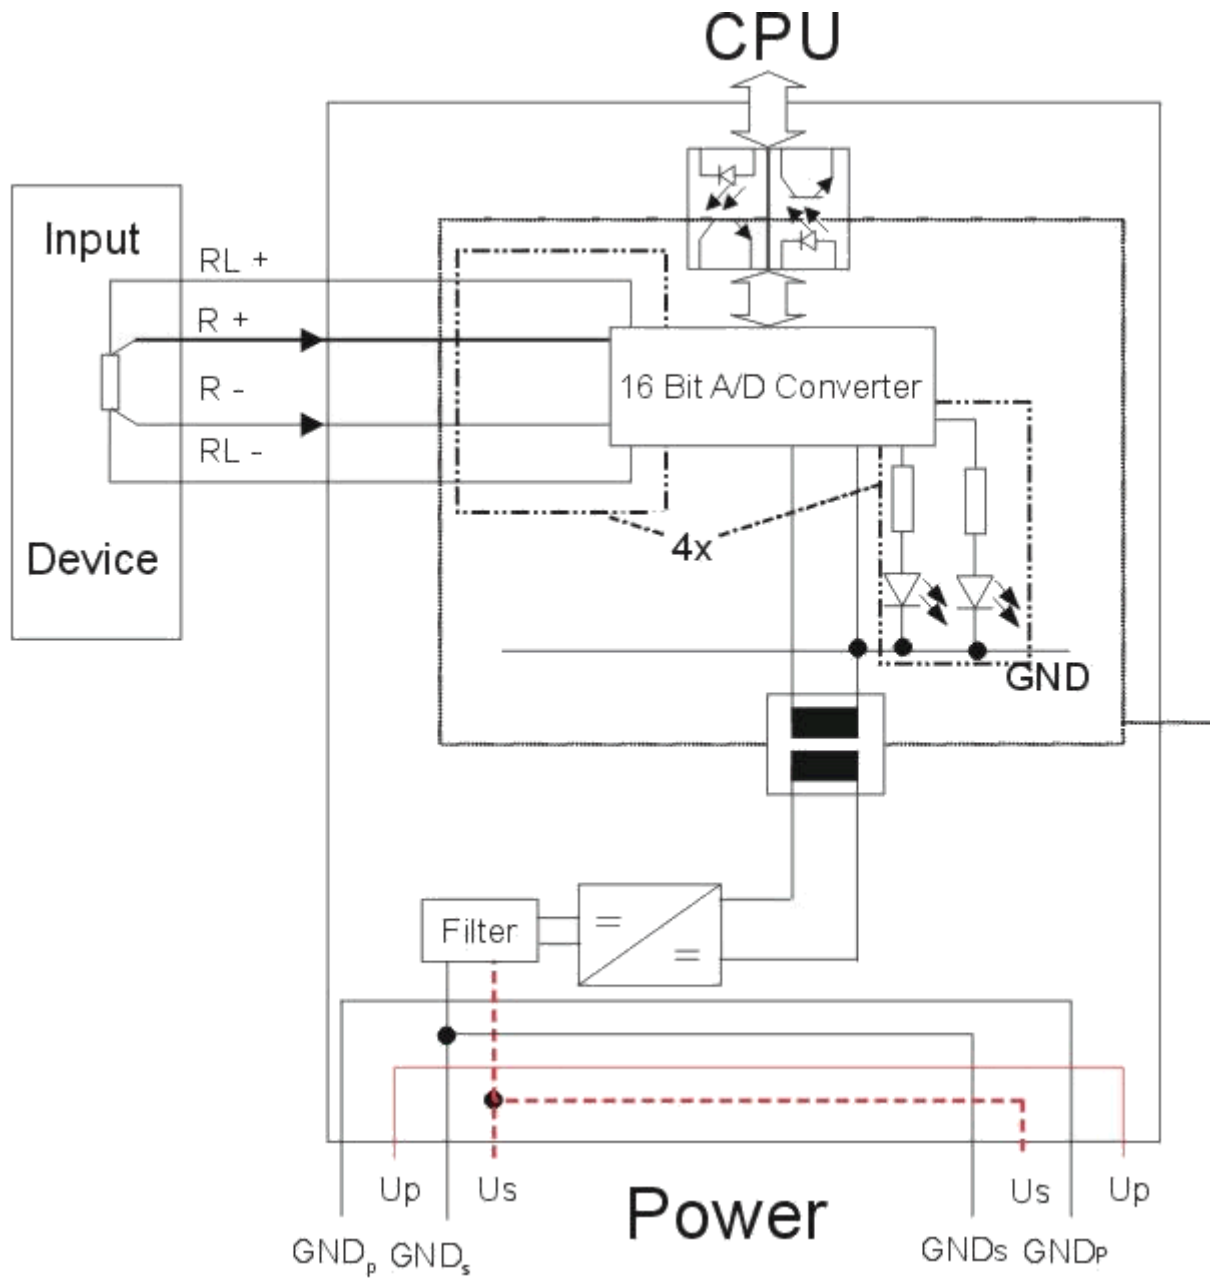 CPU
Input
Device
RL +
R +
R -
RL -
16 Bit A/D Converter
4x
GND
Filter
Up
Us
Power
Us
Up
GNDp
GNDs
GNDs
GNDP